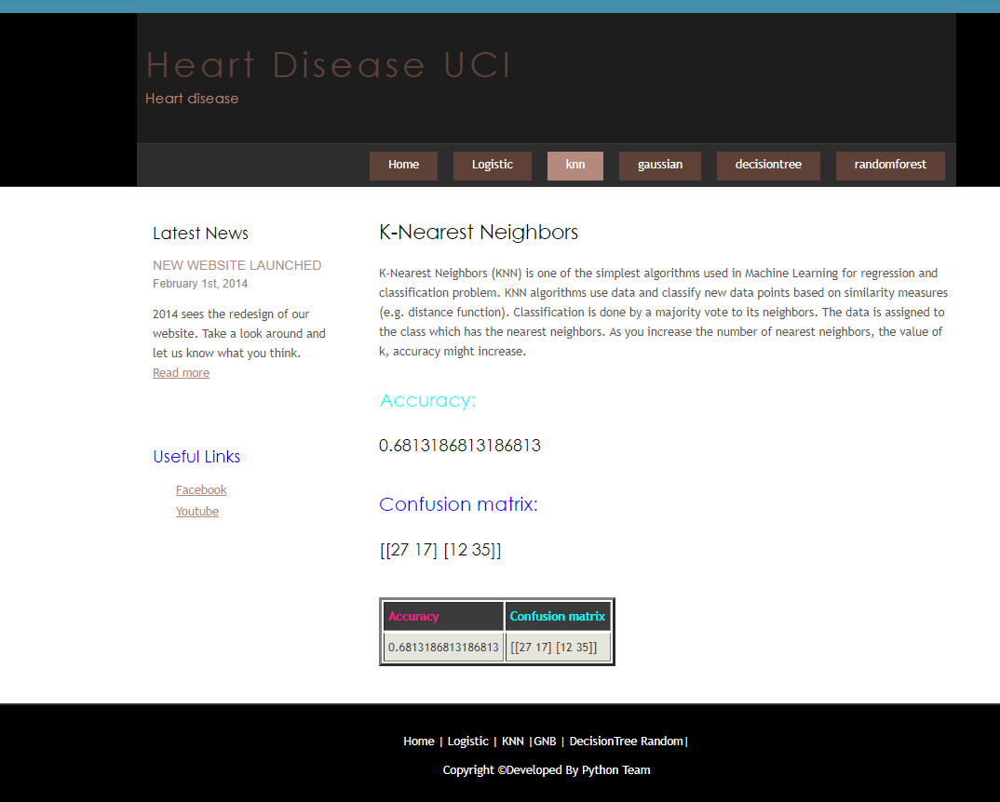 Heart Disease UCI
Heart disease
Home Logistic knn gaussian decisiontree randomforest
Latest News
NEW WEBSITE LAUNCHED
February 1st, 2014
2014 sees the redesign of our
website. Take a look around and
let us know what you think.
Read more
Useful Links
Facebook
Youtube
K-Nearest Neighbors
K-Nearest Neighbors (KNN) is one of the simplest algorithms used in Machine Learning for regression and
classification problem. KNN algorithms use data and classify new data points based on similarity measures
(e.g. distance function). Classification is done by a majority vote to its neighbors. The data is assigned to
the class which has the nearest neighbors. As you increase the number of nearest neighbors, the value of
k, accuracy might increase.
Accuracy:
0.6813186813186813
Confusion matrix:
[[27 17] [12 35]]
Accuracy Confusion matrix
0.6813186813186813 [[27 17] [12 35]]
Home | Logistic | KNN |GNB | DecisionTree Random|
Copyright ©Developed By Python Team